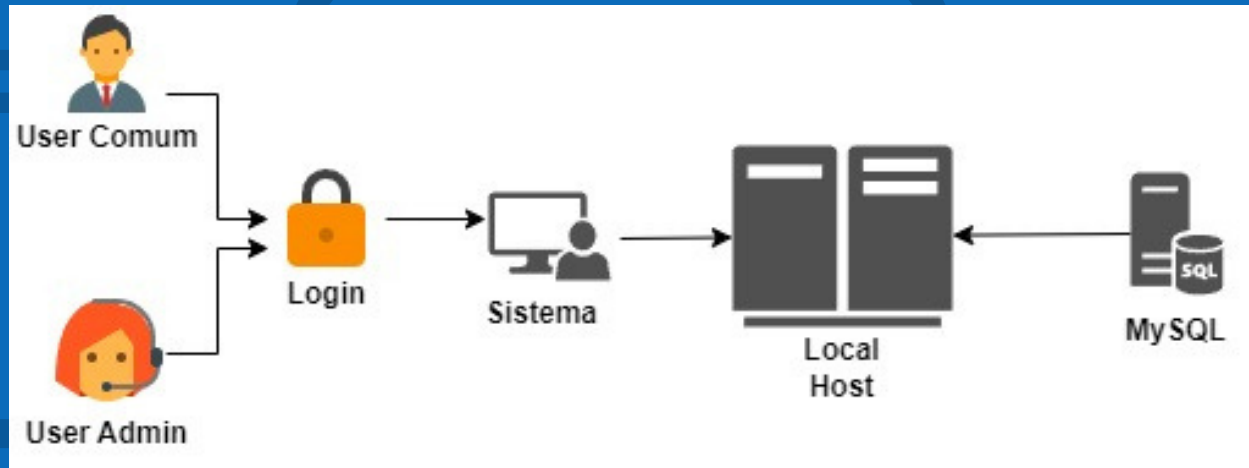 User Comum
User Admin
Login
Sistema
Local
Host
SQL
MySQL